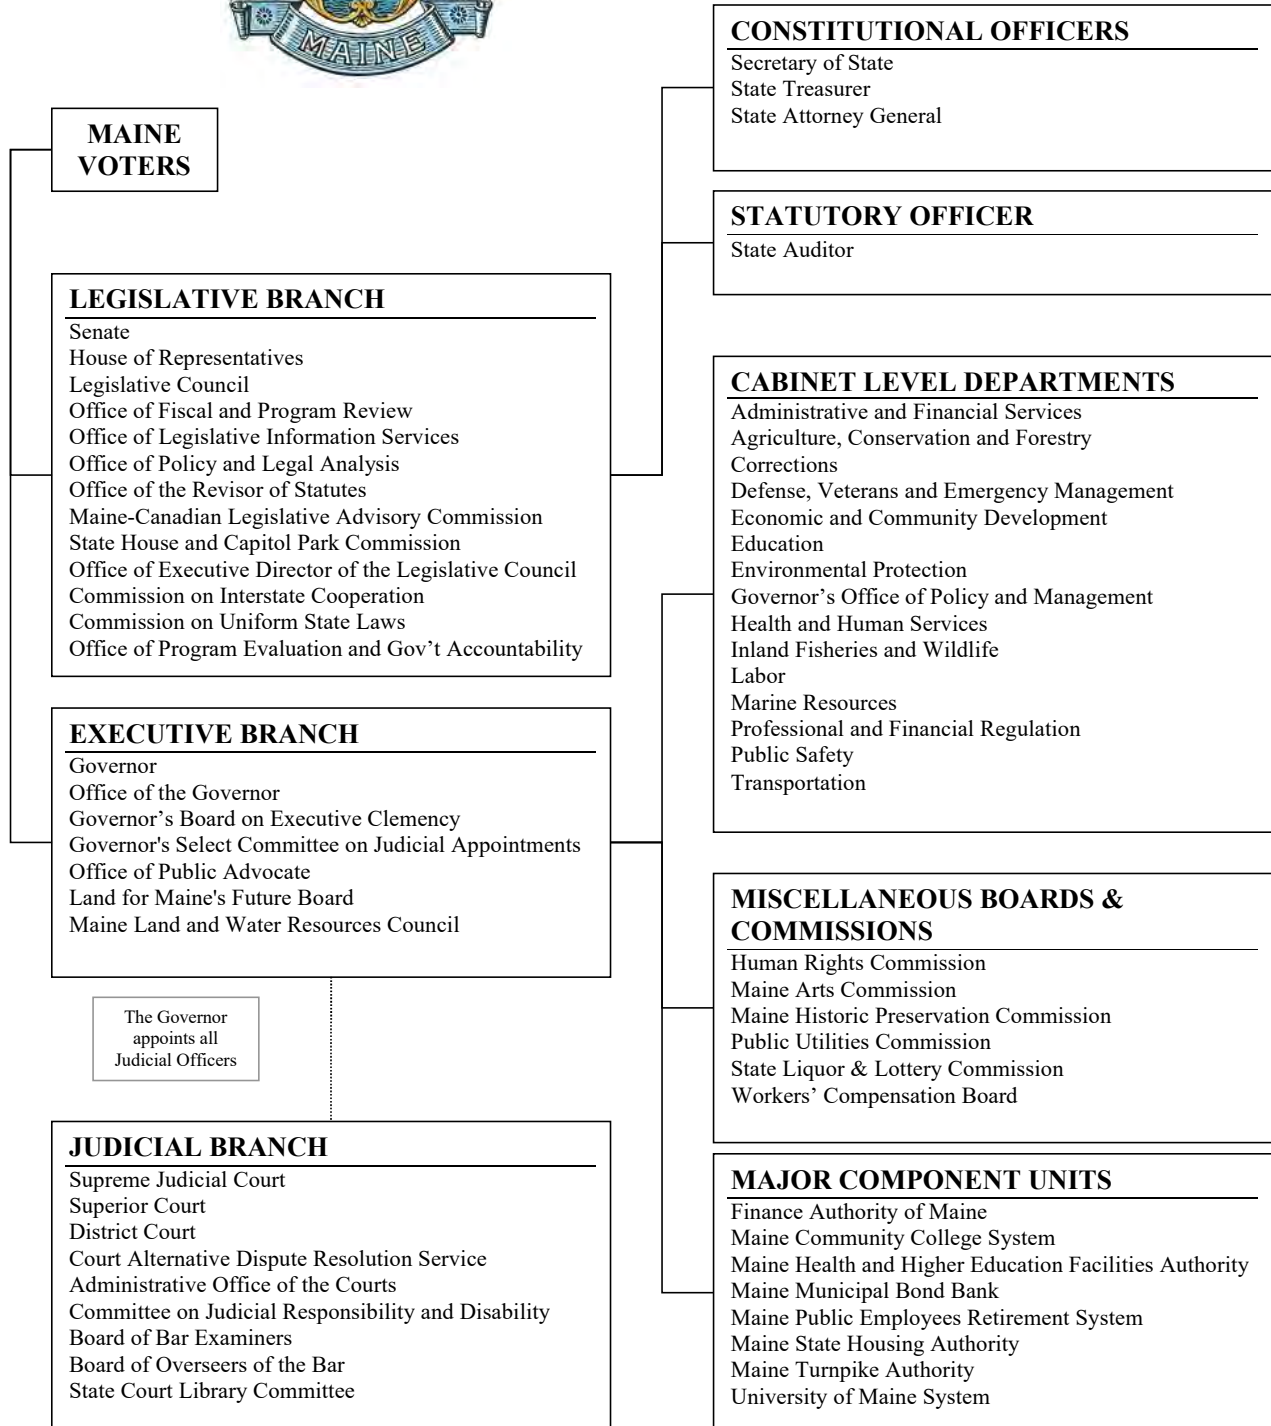 MAINE
MAINE
VOTERS
LEGISLATIVE BRANCH
Senate
House of Representatives
Legislative Council
Office of Fiscal and Program Review
Office of Legislative Information Services
Office of Policy and Legal Analysis
Office of the Revisor of Statutes
Maine-Canadian Legislative Advisory Commission
State House and Capitol Park Commission
Office of Executive Director of the Legislative Council
Commission on Interstate Cooperation
Commission on Uniform State Laws
Office of Program Evaluation and Gov’t Accountability
EXECUTIVE BRANCH
Governor
Office of the Governor
Governor’s Board on Executive Clemency
Governor's Select Committee on Judicial Appointments
Office of Public Advocate
Land for Maine's Future Board
Maine Land and Water Resources Council
The Governor
appoints all
Judicial Officers
JUDICIAL BRANCH
Supreme Judicial Court
Superior Court
District Court
Court Alternative Dispute Resolution Service
Administrative Office of the Courts
Committee on Judicial Responsibility and Disability
Board of Bar Examiners
Board of Overseers of the Bar
State Court Library Committee
CONSTITUTIONAL OFFICERS
Secretary of State
State Treasurer
State Attorney General
STATUTORY OFFICER
State Auditor
CABINET LEVEL DEPARTMENTS
Administrative and Financial Services
Agriculture, Conservation and Forestry
Corrections
Defense, Veterans and Emergency Management
Economic and Community Development
Education
Environmental Protection
Governor’s Office of Policy and Management
Health and Human Services
Inland Fisheries and Wildlife
Labor
Marine Resources
Professional and Financial Regulation
Public Safety
Transportation
MISCELLANEOUS BOARDS &
COMMISSIONS
Human Rights Commission
Maine Arts Commission
Maine Historic Preservation Commission
Public Utilities Commission
State Liquor & Lottery Commission
Workers’ Compensation Board
MAJOR COMPONENT UNITS
Finance Authority of Maine
Maine Community College System
Maine Health and Higher Education Facilities Authority
Maine Municipal Bond Bank
Maine Public Employees Retirement System
Maine State Housing Authority
Maine Turnpike Authority
University of Maine System